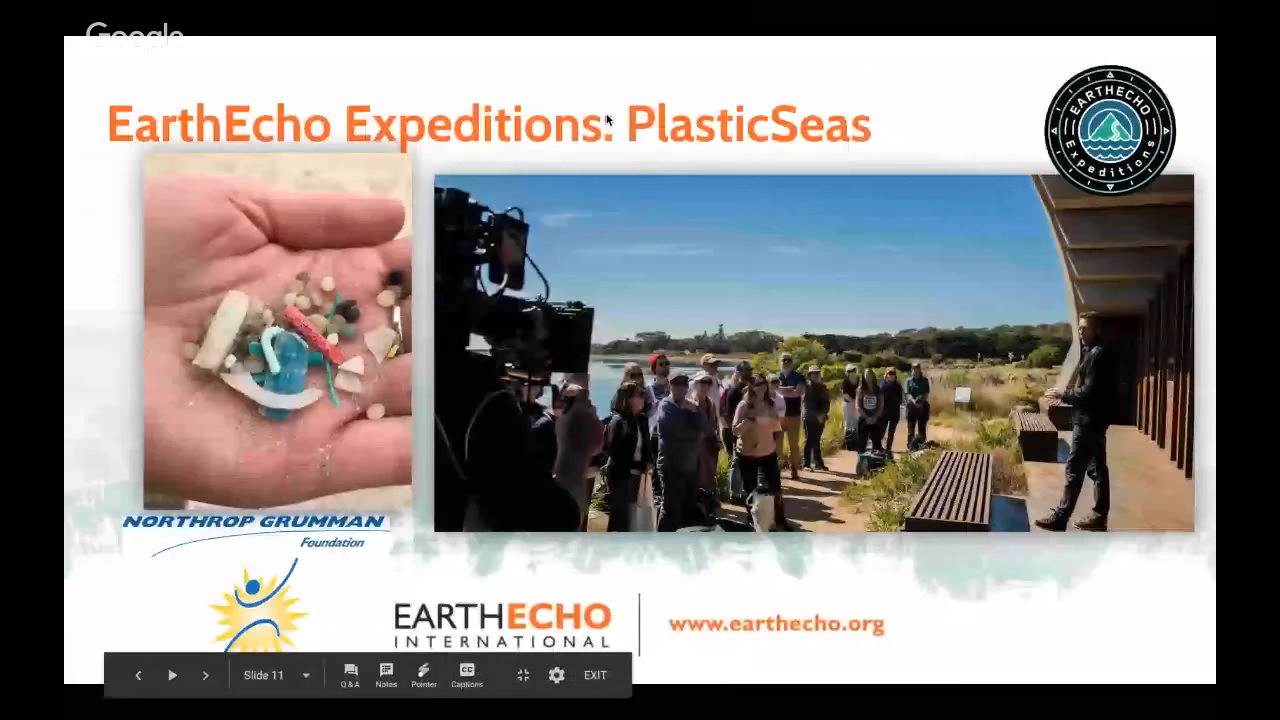 Google
EarthEcho Expeditions: PlasticSeas
EARTHECHO
Expeditions
NORTHROP GRUMMAN
Foundation
EARTHECHO
INTERNATIONAL
www.earthecho.org
Slide 11
Q & A
Notes
Pointer
CC
Captions
EXIT